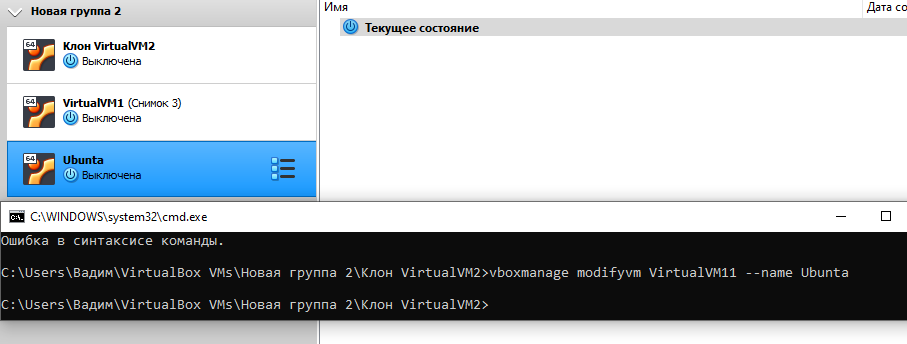 Новая группа 2
Имя
Дата со
Текущее состояние
64
Клон VirtualVM2
Выключена
64
VirtualVM1 (Снимок 3)
Выключена
64
Ubunta
Выключена
C:\WINDOWS\system32\cmd.exe
Ошибка в синтаксисе команды.
C:\Users\Вадим\VirtualBox VMs\Новая группа 2\Клон VirtualVM2>vboxmanage modifyvm VirtualVM11 --name Ubunta
C:\Users\Вадим\VirtualBox VMs\Новая группа 2\Клон VirtualVM2>